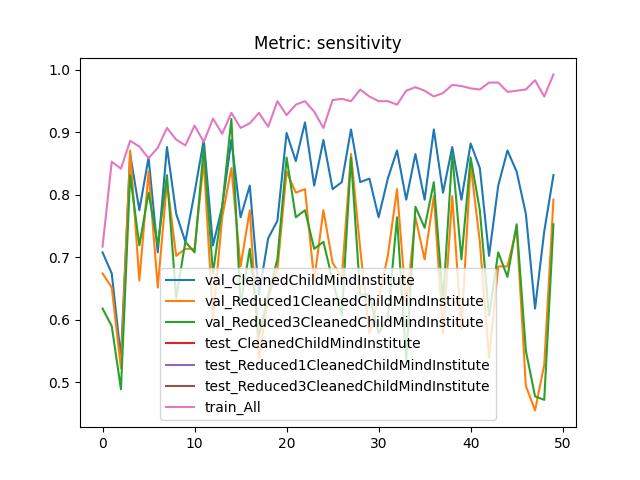 Metric: sensitivity
1.0
0.9
0.8
0.7
0.6
0.5
val_CleanedChildMindInstitute
val_Reduced1CleanedChildMindInstitute
val_Reduced3CleanedChildMindInstitute
test_CleanedChildMindInstitute
test_Reduced1CleanedChildMindInstitute
test_Reduced3CleanedChildMindInstitute
train_All
0 10 20 30 40 50